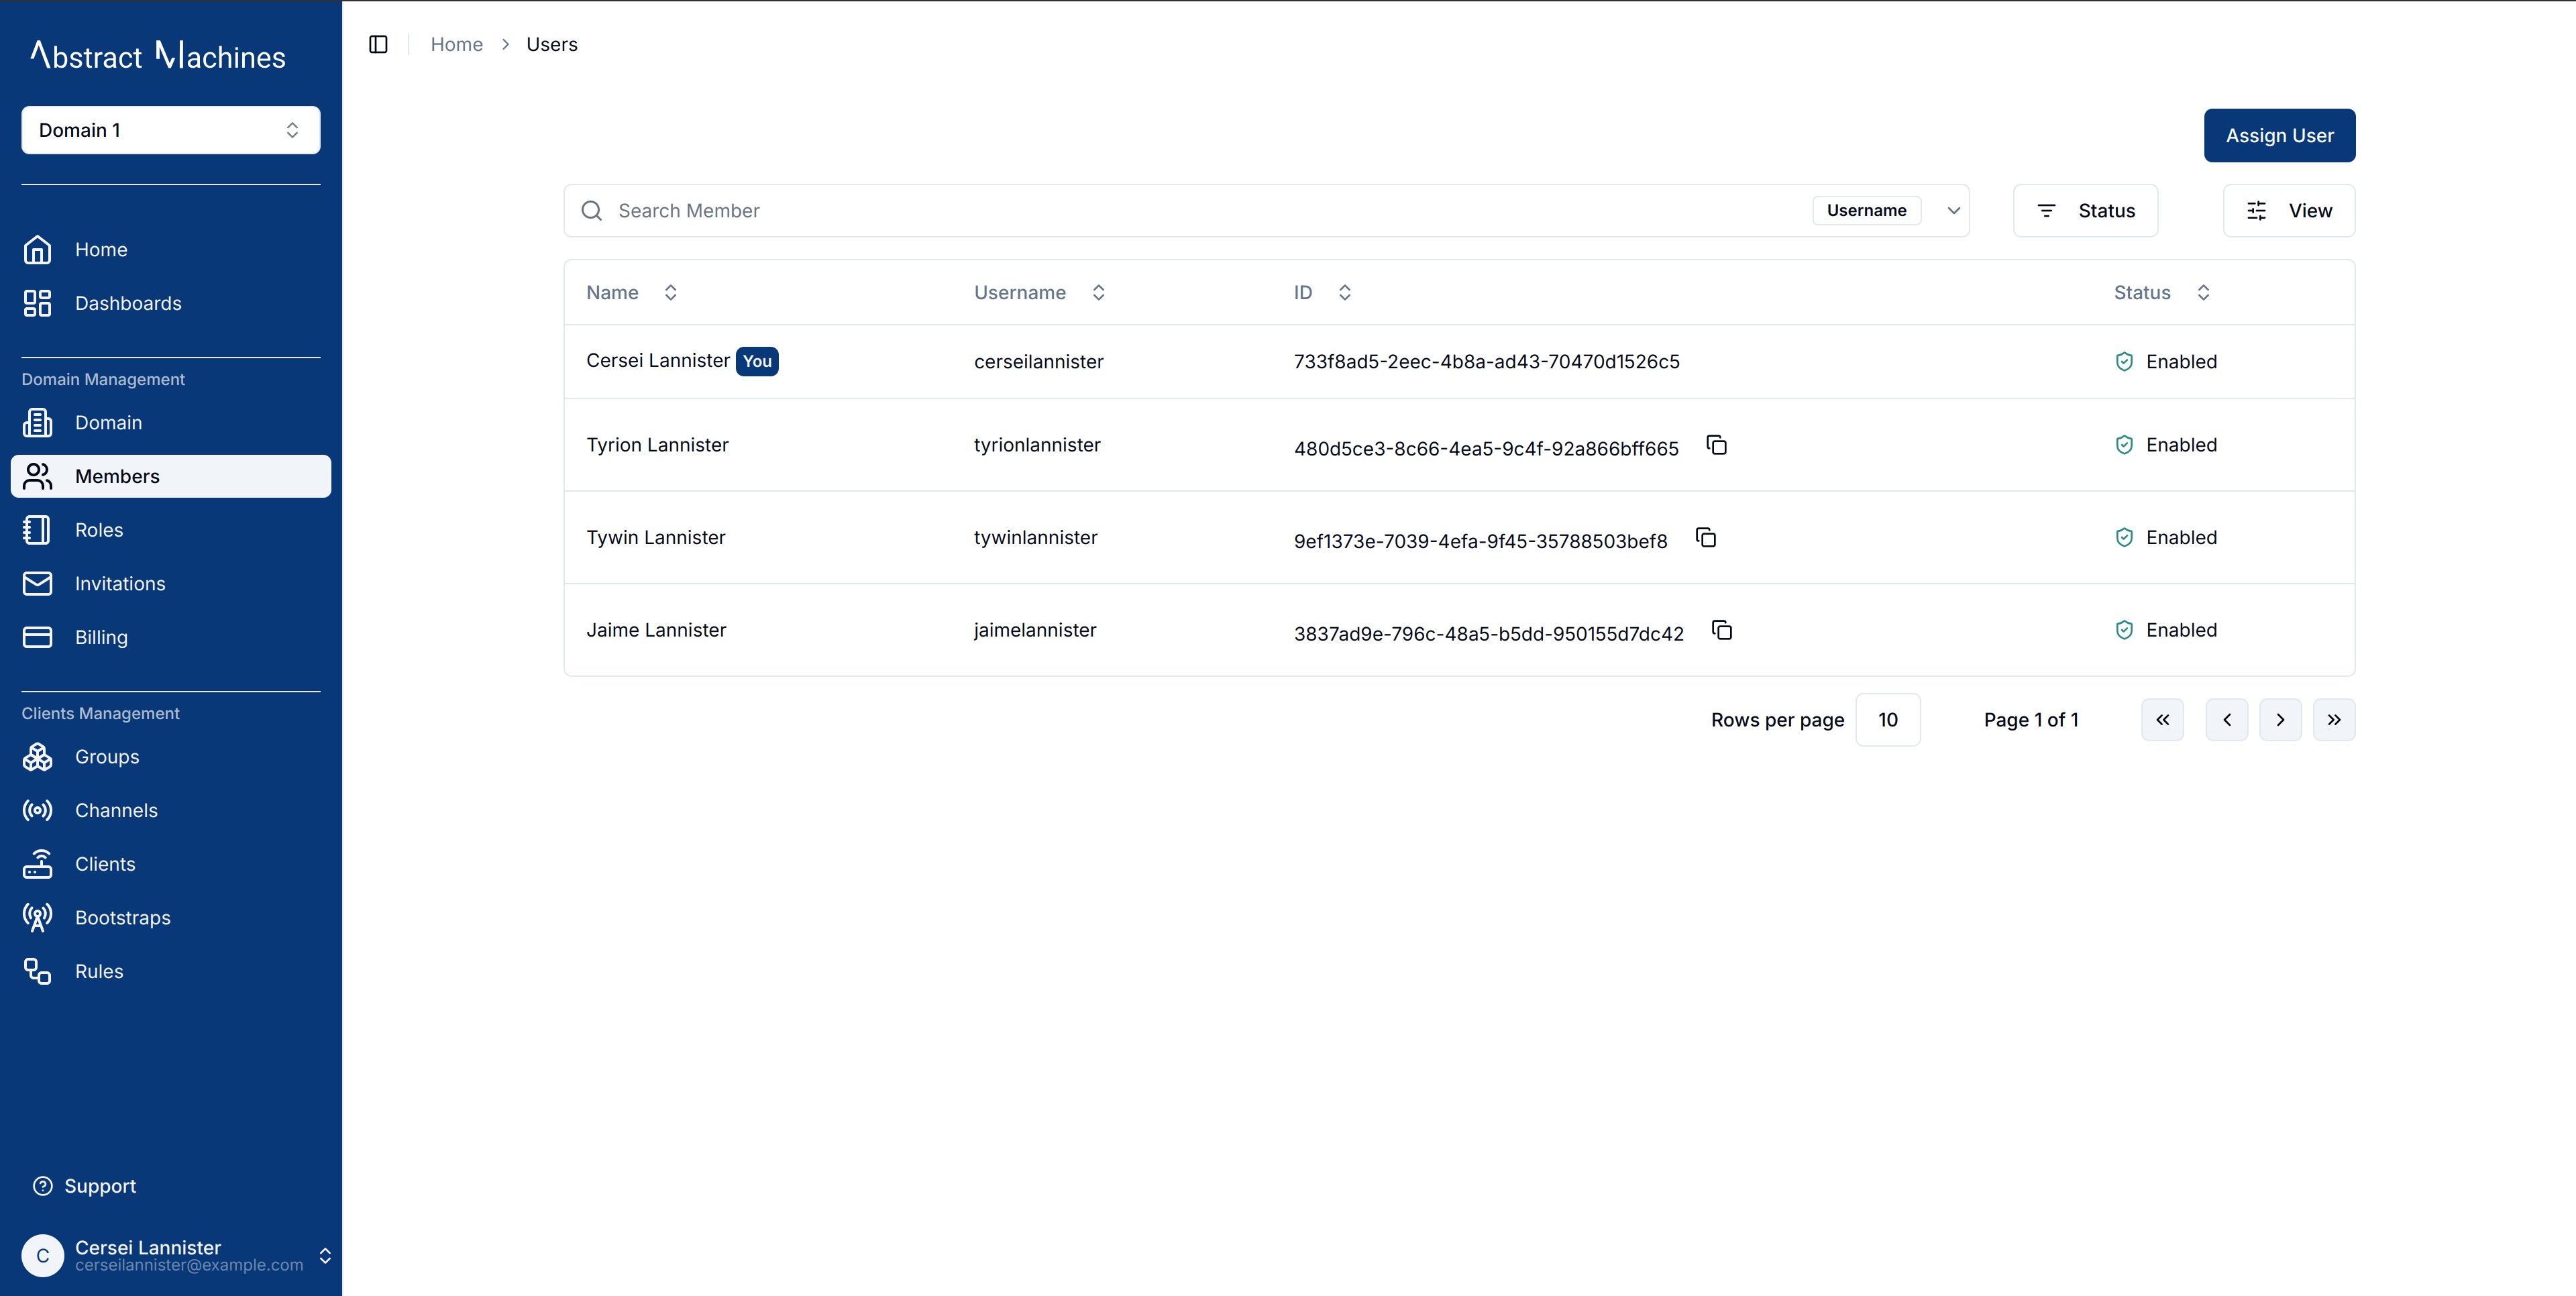 Abstract Machines
Domain 1
Home
Dashboards
Domain Management
Domain
Members
Roles
Invitations
Billing
Clients Management
Groups
Channels
Clients
Bootstraps
Rules
Support
C
Cersei Lannister
cerseilannister@example.com
Home > Users
Assign User
Search Member Username Status View
Name Username ID Status
Cersei Lannister You cerseilannister 733f8ad5-2eec-4b8a-ad43-70470d1526c5 Enabled
Tyrion Lannister tyrionlannister 480d5ce3-8c66-4ea5-9c4f-92a866bff665 Enabled
Tywin Lannister tywinlannister 9ef1373e-7039-4efa-9f45-35788503bef8 Enabled
Jaime Lannister jaimelannister 3837ad9e-796c-48a5-b5dd-950155d7dc42 Enabled
Rows per page 10 Page 1 of 1